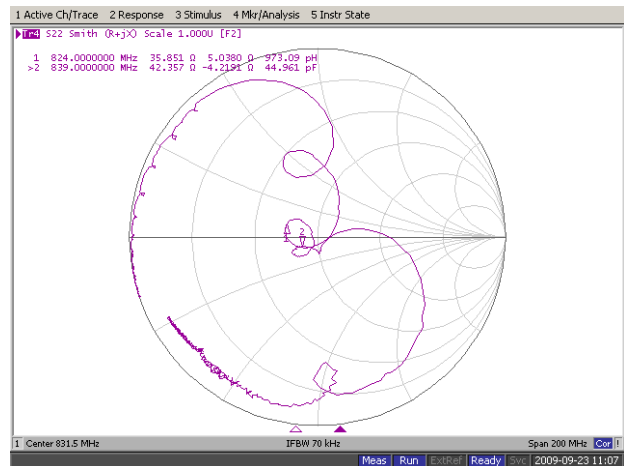 1 Active Ch/Trace 2 Response 3 Stimulus 4 Mkr/Analysis 5 Instr State
Tr4 S22 Smith (R+jX) Scale 1.000U [F2]
1 824.0000000 MHz 35.851 Ω 5.0380 Ω 973.09 pH
>2 839.0000000 MHz 42.357 Ω -4.2191 Ω 44.961 pF
1
2
1 Center 831.5 MHz IFBW 70 kHz Span 200 MHz Cor !
Meas Run ExtRef Ready Svc 2009-09-23 11:07